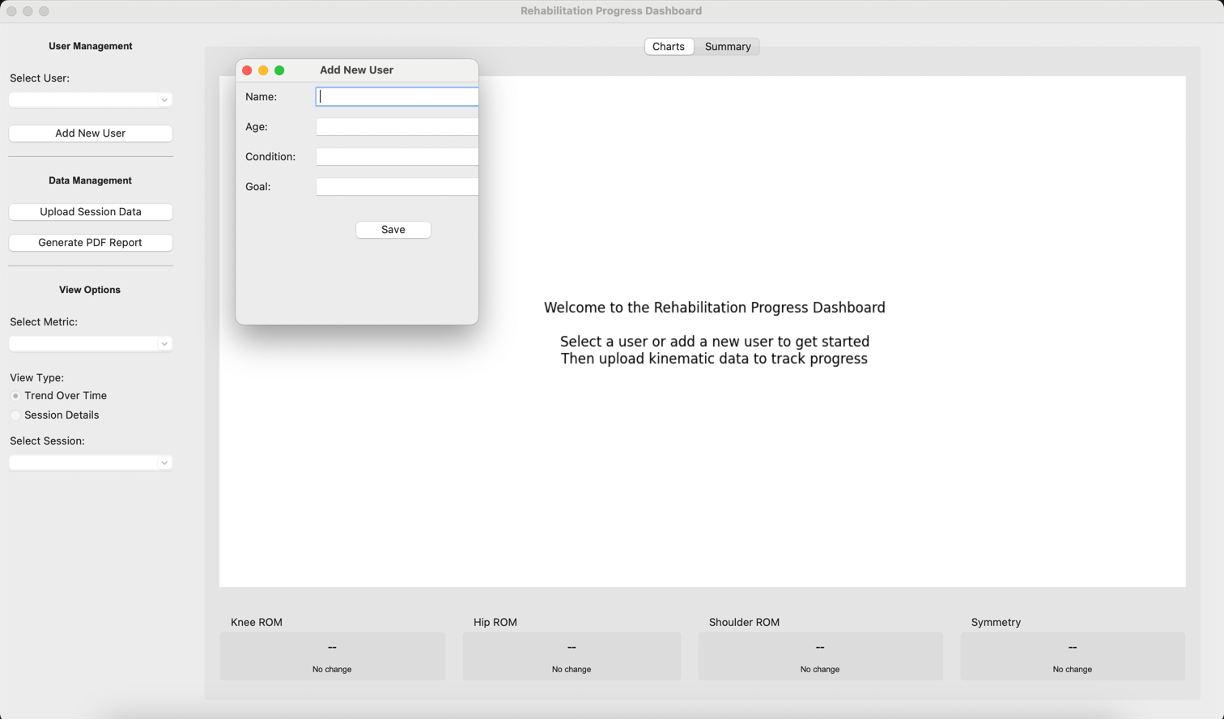 Rehabilitation Progress Dashboard
User Management
Select User:
Add New User
Data Management
Upload Session Data
Generate PDF Report
View Options
Select Metric:
View Type:
Trend Over Time
Session Details
Select Session:
Charts Summary
Add New User
Name:
Age:
Condition:
Goal:
Save
Welcome to the Rehabilitation Progress Dashboard
Select a user or add a new user to get started
Then upload kinematic data to track progress
Knee ROM
--
No change
Hip ROM
--
No change
Shoulder ROM
--
No change
Symmetry
--
No change